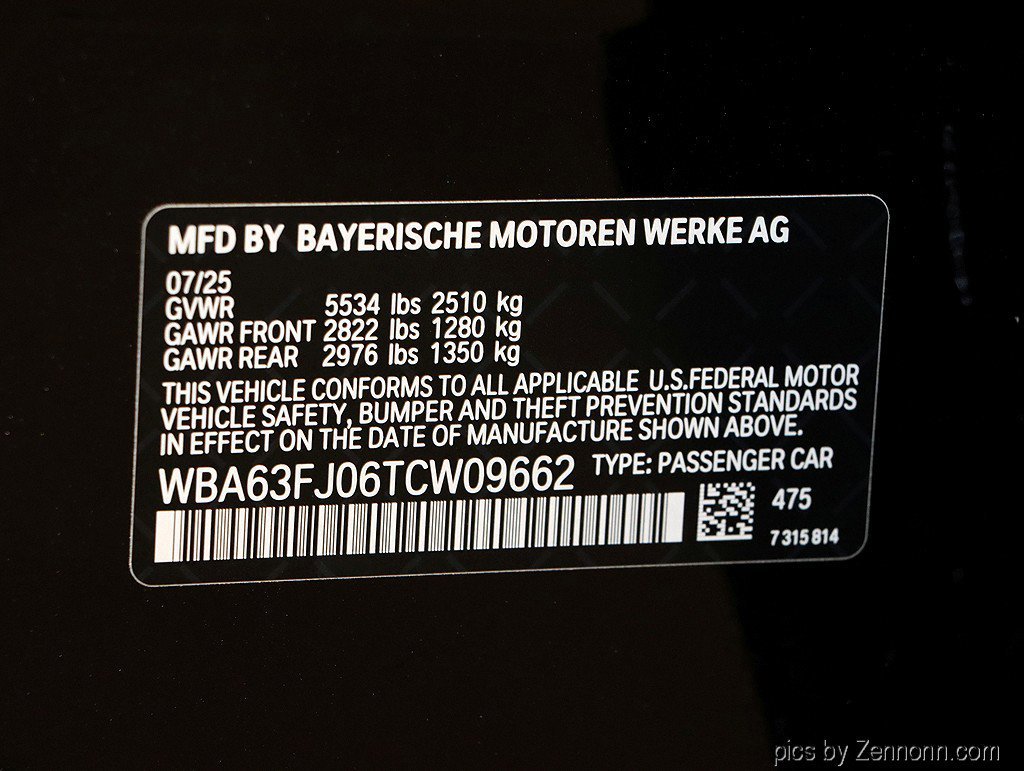 MFD BY BAYERISCHE MOTOREN WERKE AG
07/25
GVWR 5534 lbs 2510 kg
GAWR FRONT 2822 lbs 1280 kg
GAWR REAR 2976 lbs 1350 kg
THIS VEHICLE CONFORMS TO ALL APPLICABLE U.S.FEDERAL MOTOR
VEHICLE SAFETY, BUMPER AND THEFT PREVENTION STANDARDS
IN EFFECT ON THE DATE OF MANUFACTURE SHOWN ABOVE.
WBA63FJ06TCW09662 TYPE: PASSENGER CAR
475
7315814
pics by Zennonn.com